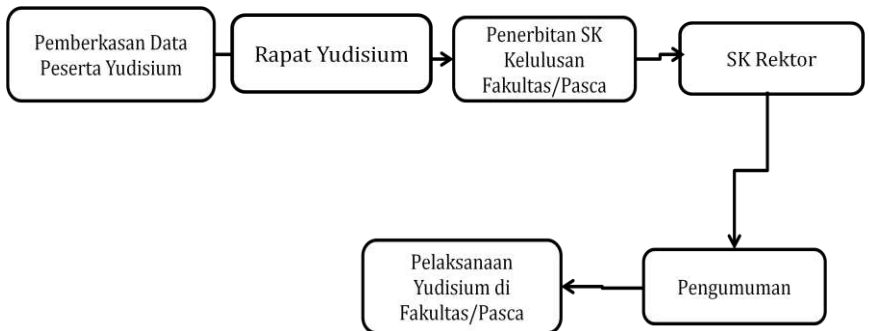 Pemberkasan Data
Peserta Yudisium
Rapat Yudisium
Penerbitan SK
Kelulusan
Fakultas/Pasca
SK Rektor
Pengumuman
Pelaksanaan
Yudisium di
Fakultas/Pasca